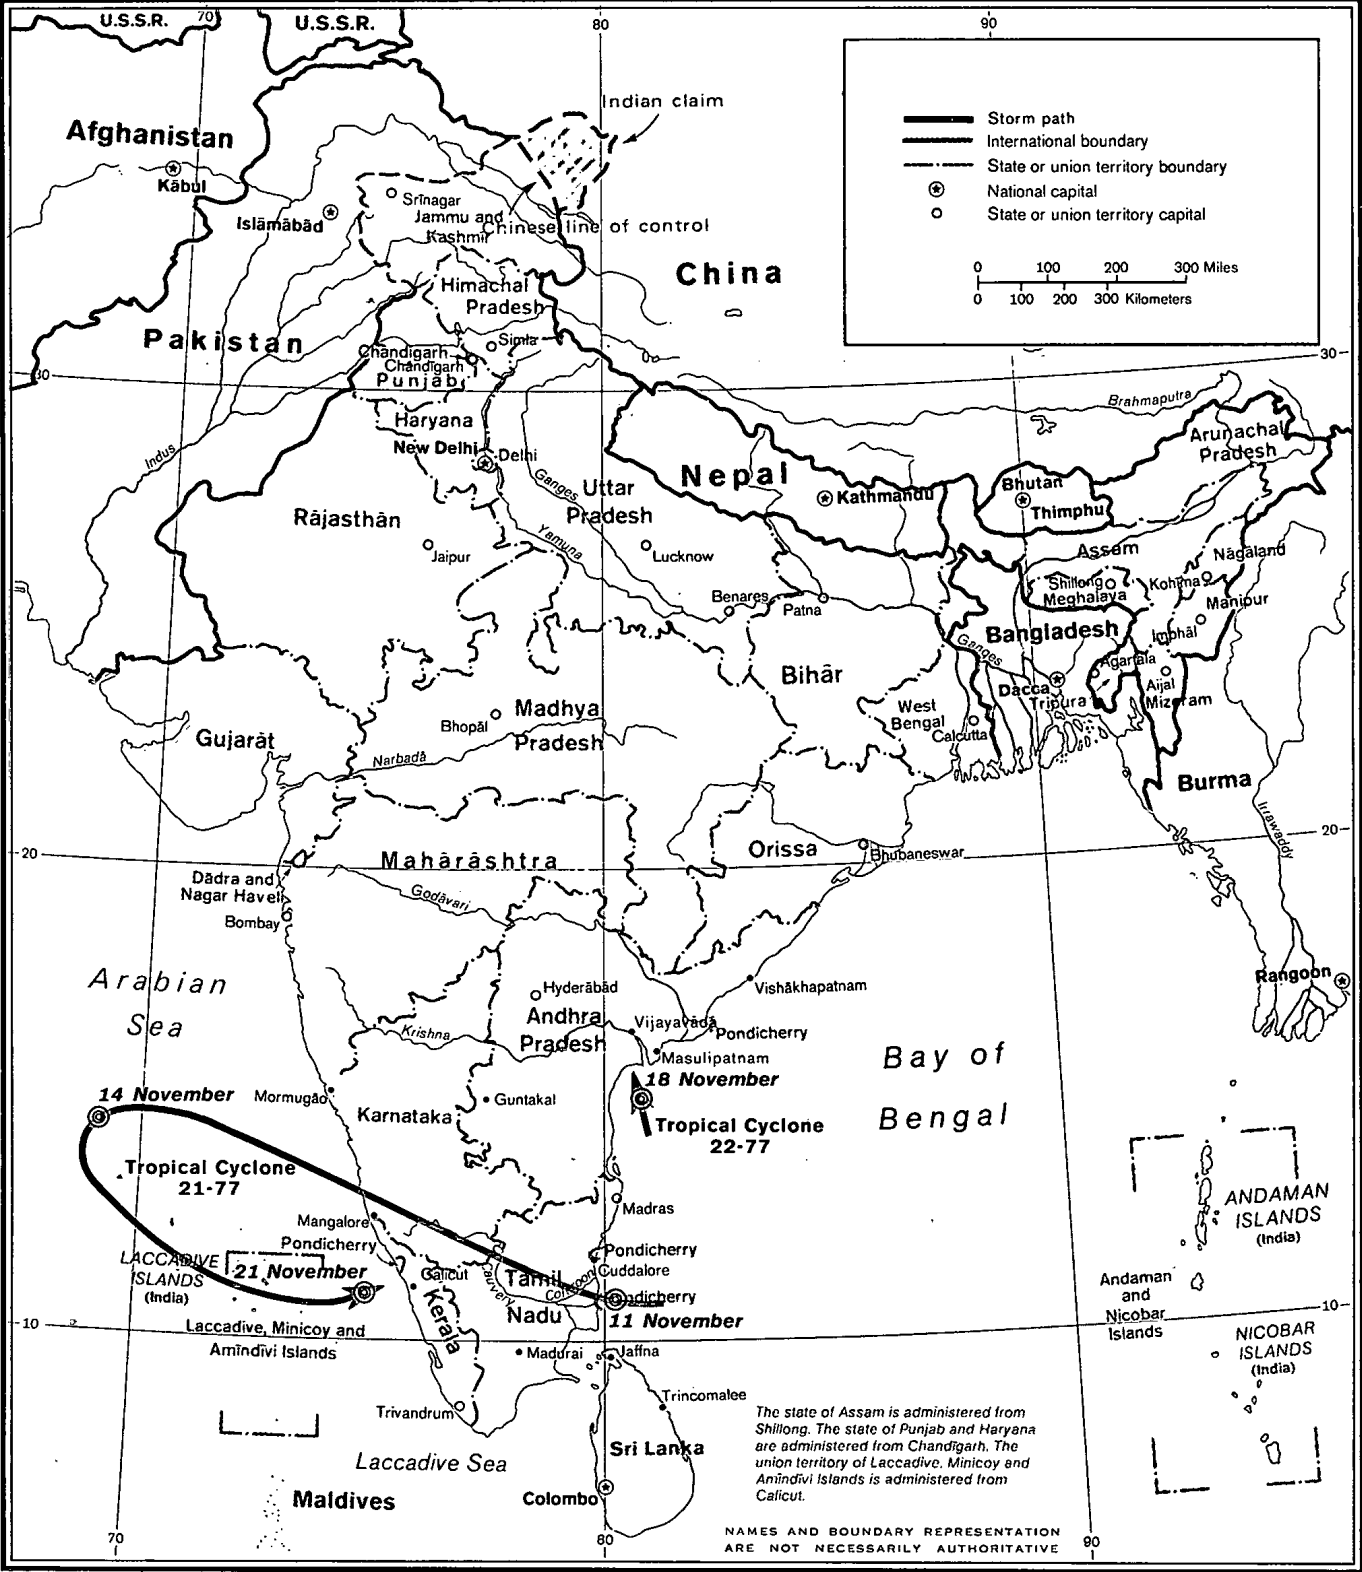 70
U.S.S.R.
U.S.S.R.
80
90
Indian claim
Storm path
International boundary
State or union territory boundary
National capital
State or union territory capital
0 100 200 300 Miles
0 100 200 300 Kilometers
Afghanistan
Kābul
Islāmābād
Srīnagar
Jammu and
Kashmir
Chinese line of control
China
Himachal
Pradesh
Pakistan
Simla
Chandīgarh
Chandīgarh
Punjab
30
30
Haryana
New Delhi
Delhi
Indus
Ganges
Uttar
Pradesh
Nepal
Kathmandu
Brahmaputra
Arunachal
Pradesh
Bhutan
Thimphu
Rājasthān
Jaipur
Yamuna
Lucknow
Assam
Nāgāland
Shillong
Meghalaya
Kohīma
Manipur
Imphāl
Benares
Patna
Bangladesh
Ganges
Agartala
Bihār
Dacca
Tripura
Aijal
Mizoram
West
Bengal
Calcutta
Bhopāl
Madhya
Pradesh
Gujarāt
Narbadā
Burma
Irrawaddy
20
20
Mahārāshtra
Orissa
Bhubaneswar
Dādra and
Nagar Haveli
Godāvari
Bombay
Arabian
Sea
Rangoon
Hyderābād
Vishākhapatnam
Andhra
Pradesh
Krishna
Vijayavādā
Pondicherry
Masulipatnam
Bay of
Bengal
18 November
14 November
Mormugão
Karnataka
Guntakal
Tropical Cyclone
22-77
Tropical Cyclone
21-77
Madras
Mangalore
Pondicherry
ANDAMAN
ISLANDS
(India)
LACCADIVE
ISLANDS
(India)
21 November
Calicut
Cauvery
Tamil
Nadu
Coleroon
Pondicherry
Cuddalore
Pondicherry
11 November
Andaman
and
Nicobar
Islands
10
10
Kerala
Laccadive, Minicoy and
Amīndīvi Islands
Madurai
Jaffna
NICOBAR
ISLANDS
(India)
Trivandrum
Trincomalee
The state of Assam is administered from
Shillong. The state of Punjab and Haryana
are administered from Chandīgarh. The
union territory of Laccadive, Minicoy and
Amīndīvi Islands is administered from
Calicut.
Laccadive Sea
Sri Lanka
Maldives
Colombo
NAMES AND BOUNDARY REPRESENTATION
ARE NOT NECESSARILY AUTHORITATIVE
70
80
90